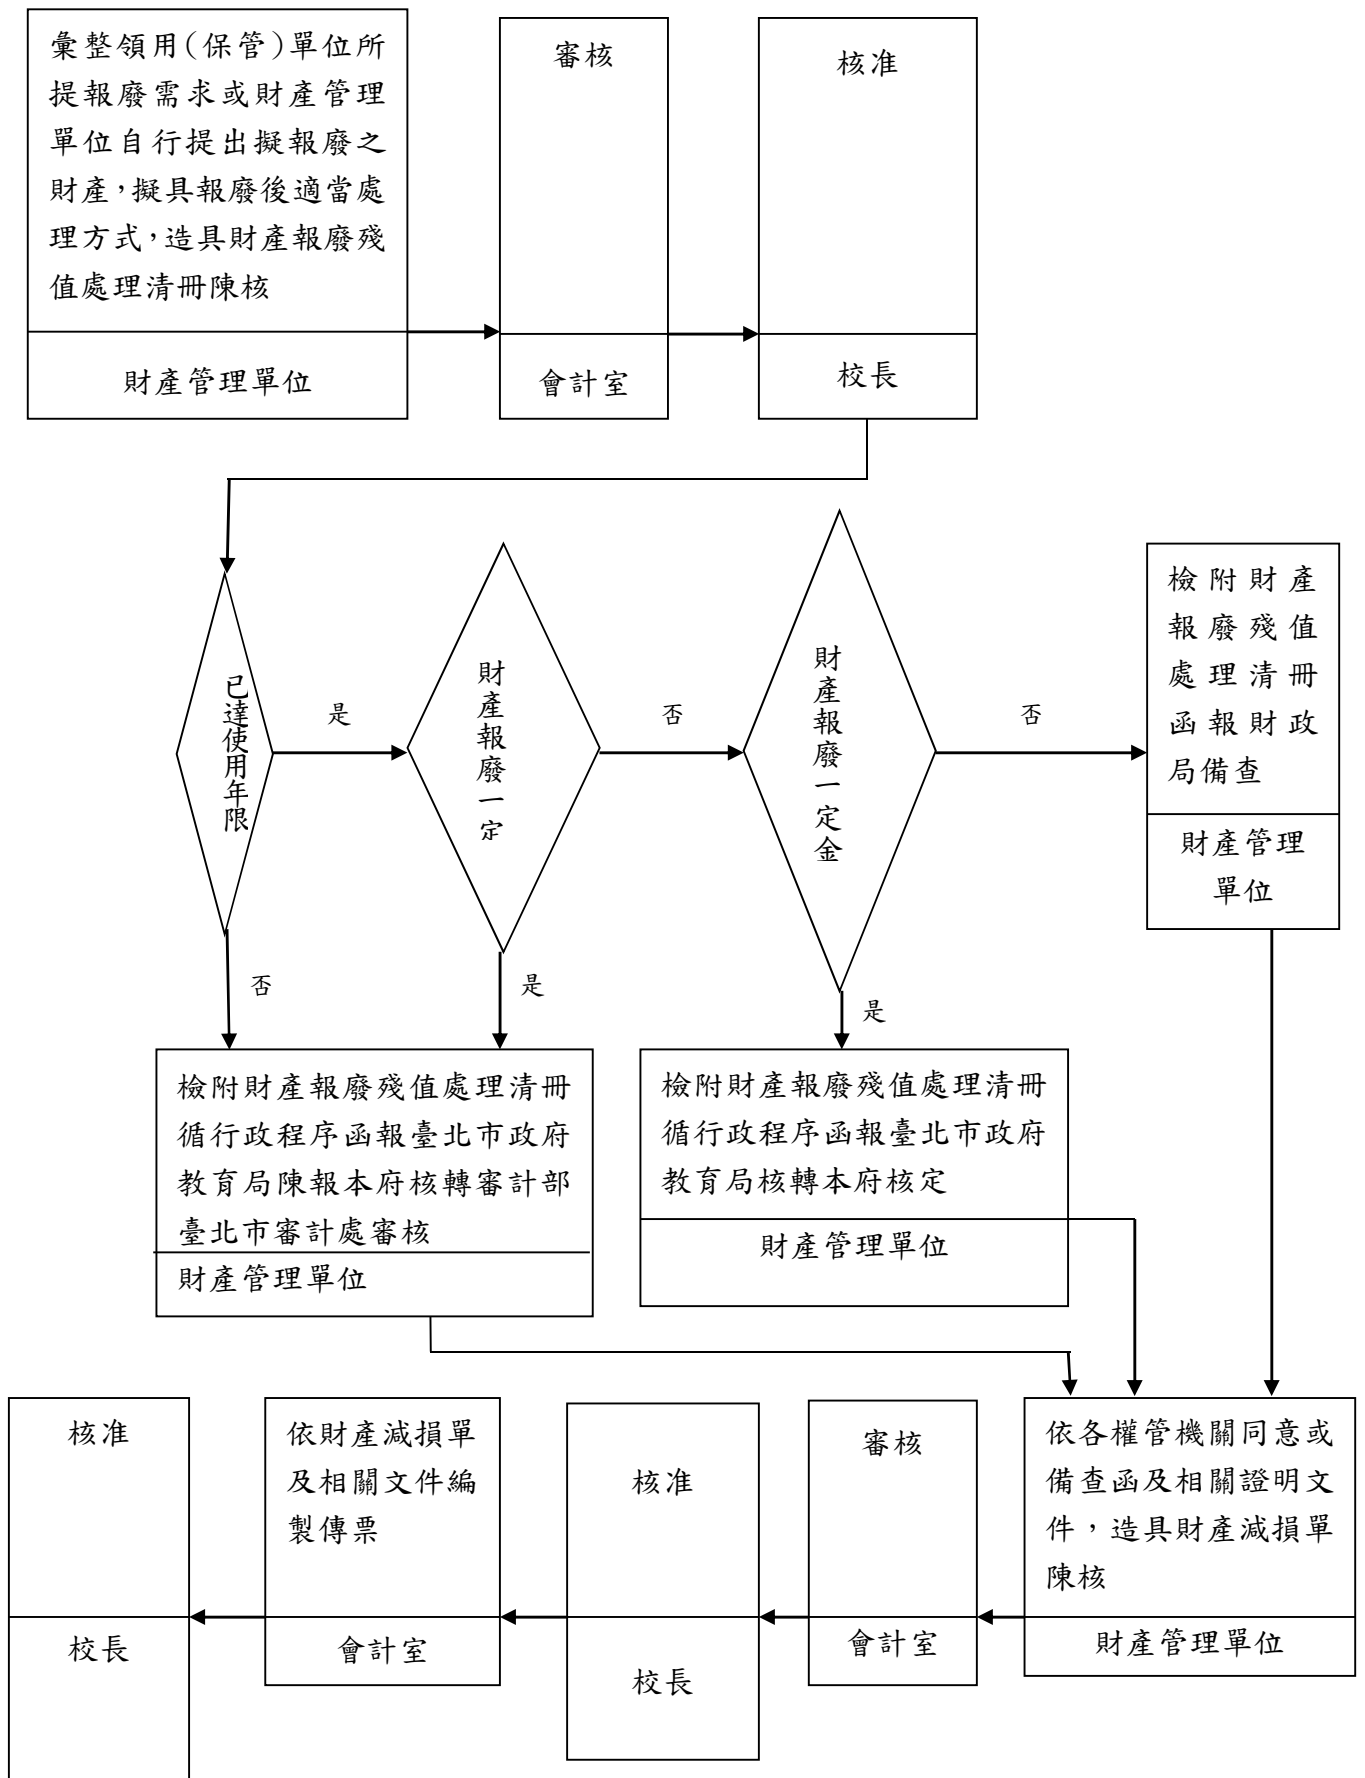 彙整領用(保管)單位所
提報廢需求或財產管理
單位自行提出擬報廢之
財產，擬具報廢後適當處
理方式，造具財產報廢殘
值處理清冊陳核
財產管理單位
審核
會計室
核准
校長
已達使用年限
是
財產報廢一定
否
財產報廢一定金
否
檢附財產
報廢殘值
處理清冊
函報財政
局備查
財產管理
單位
否
是
是
檢附財產報廢殘值處理清冊
循行政程序函報臺北市政府
教育局陳報本府核轉審計部
臺北市審計處審核
財產管理單位
檢附財產報廢殘值處理清冊
循行政程序函報臺北市政府
教育局核轉本府核定
財產管理單位
依各權管機關同意或
備查函及相關證明文
件，造具財產減損單
陳核
財產管理單位
審核
會計室
核准
校長
依財產減損單
及相關文件編
製傳票
會計室
核准
校長